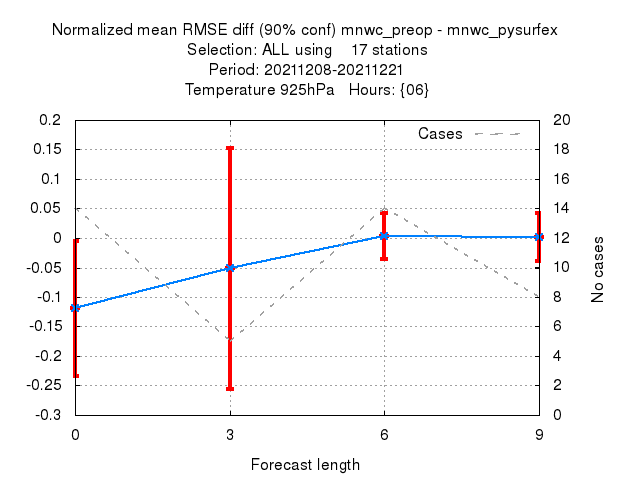 Normalized mean RMSE diff (90% conf) mnwc_preop - mnwc_pysurfex
Selection: ALL using 17 stations
Period: 20211208-20211221
Temperature 925hPa Hours: {06}
Cases
0.2
0.15
0.1
0.05
0
-0.05
-0.1
-0.15
-0.2
-0.25
-0.3
20
18
16
14
12
10
8
6
4
2
0
No cases
0 3 6 9
Forecast length